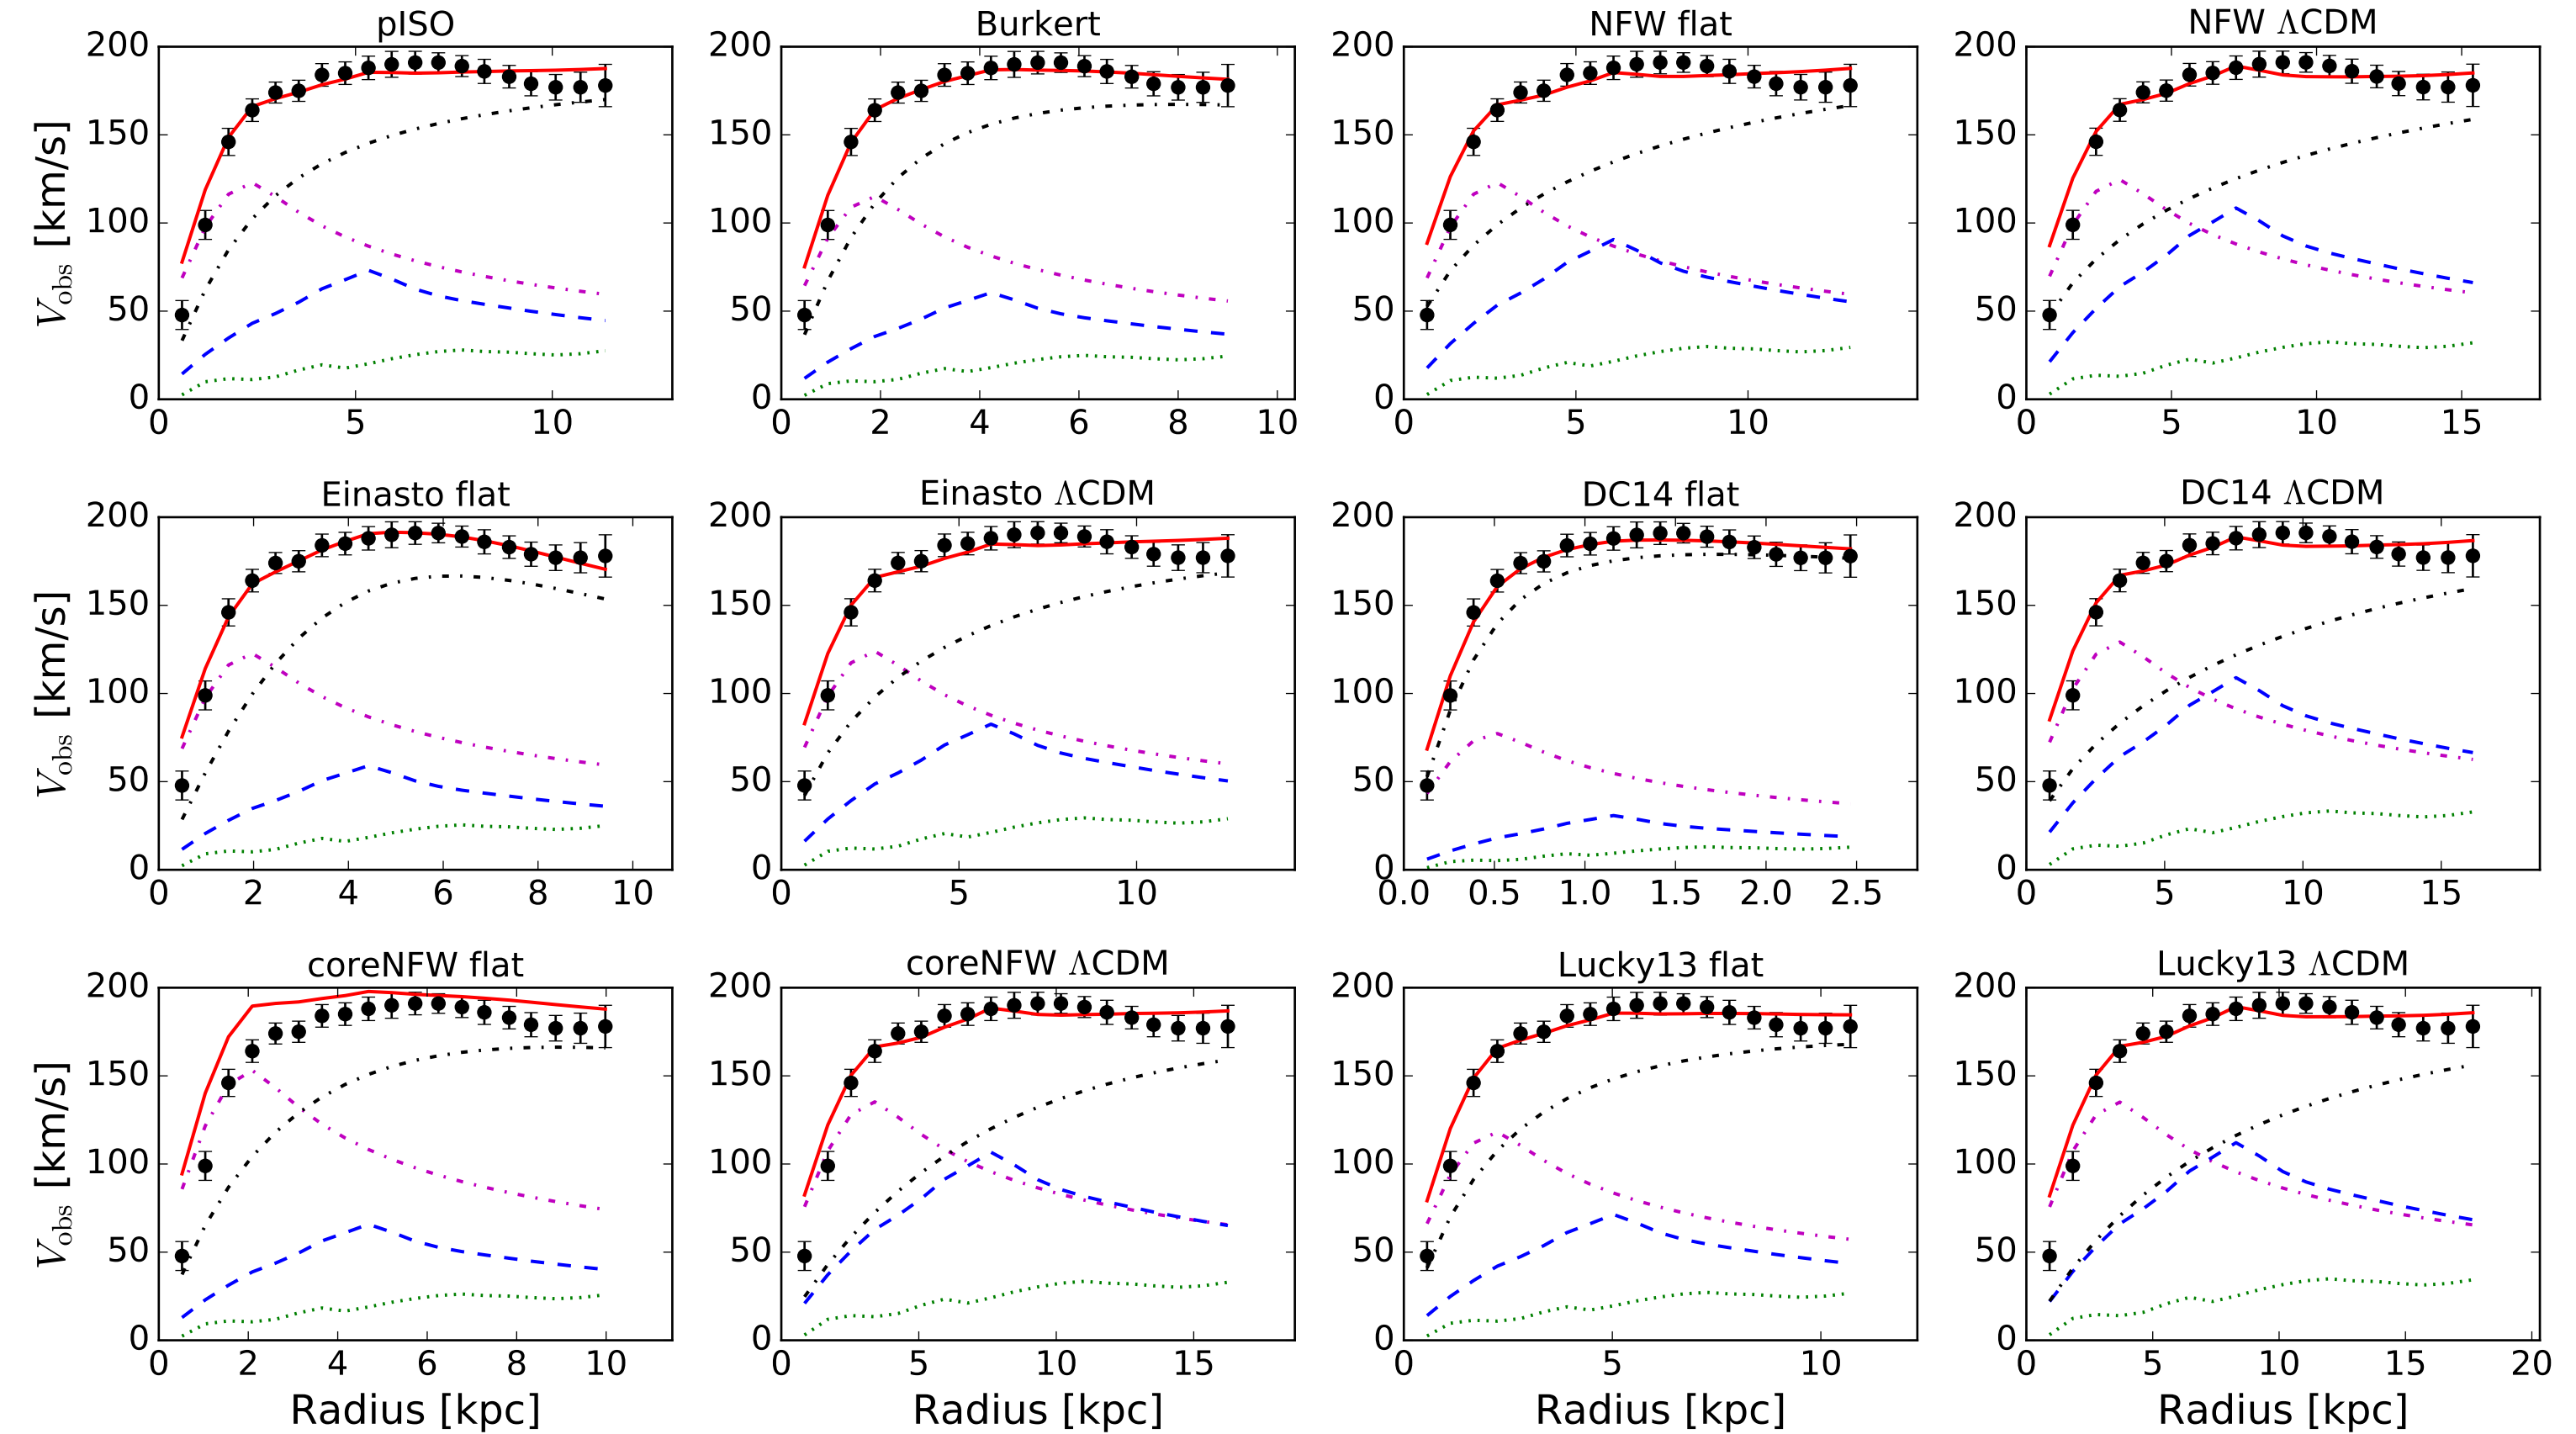 pISO Burkert NFW flat NFW ΛCDM
200 200 200 200
150 150 150 150
100 100 100 100
50 50 50 50
0 0 0 0
V_obs [km/s]
0 5 10 0 2 4 6 8 10 0 5 10 0 5 10 15
Einasto flat Einasto ΛCDM DC14 flat DC14 ΛCDM
200 200 200 200
150 150 150 150
100 100 100 100
50 50 50 50
0 0 0 0
V_obs [km/s]
0 2 4 6 8 10 0 5 10 0.0 0.5 1.0 1.5 2.0 2.5 0 5 10 15
coreNFW flat coreNFW ΛCDM Lucky13 flat Lucky13 ΛCDM
200 200 200 200
150 150 150 150
100 100 100 100
50 50 50 50
0 0 0 0
V_obs [km/s]
0 2 4 6 8 10 0 5 10 15 0 5 10 0 5 10 15 20
Radius [kpc] Radius [kpc] Radius [kpc] Radius [kpc]